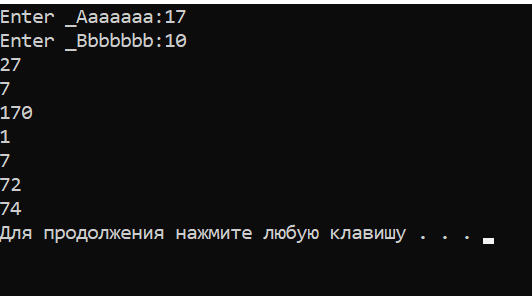 Enter _Aaaaaaa:17
Enter _Bbbbbbb:10
27
7
170
1
7
72
74
Для продолжения нажмите любую клавишу . . .